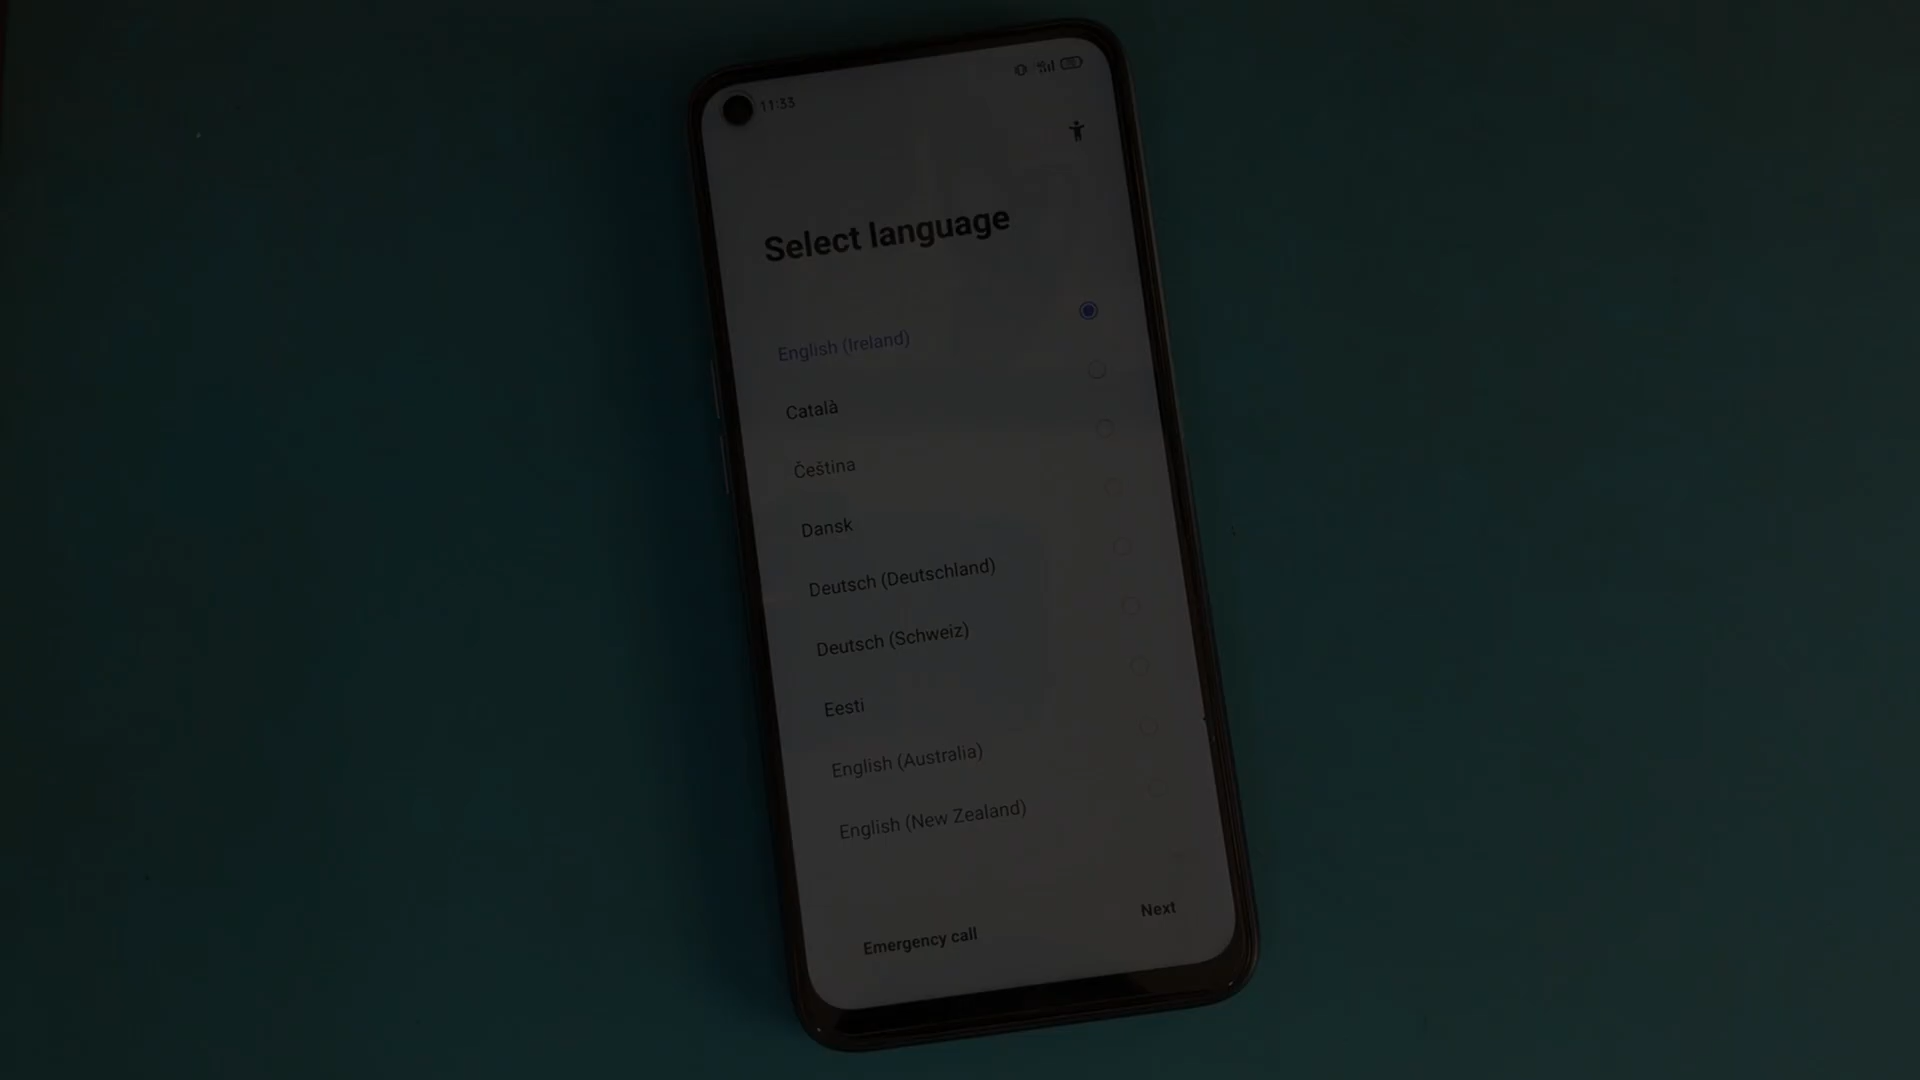 11:33
Select language
English (Ireland)
Català
Čeština
Dansk
Deutsch (Deutschland)
Deutsch (Schweiz)
Eesti
English (Australia)
English (New Zealand)
Next
Emergency call